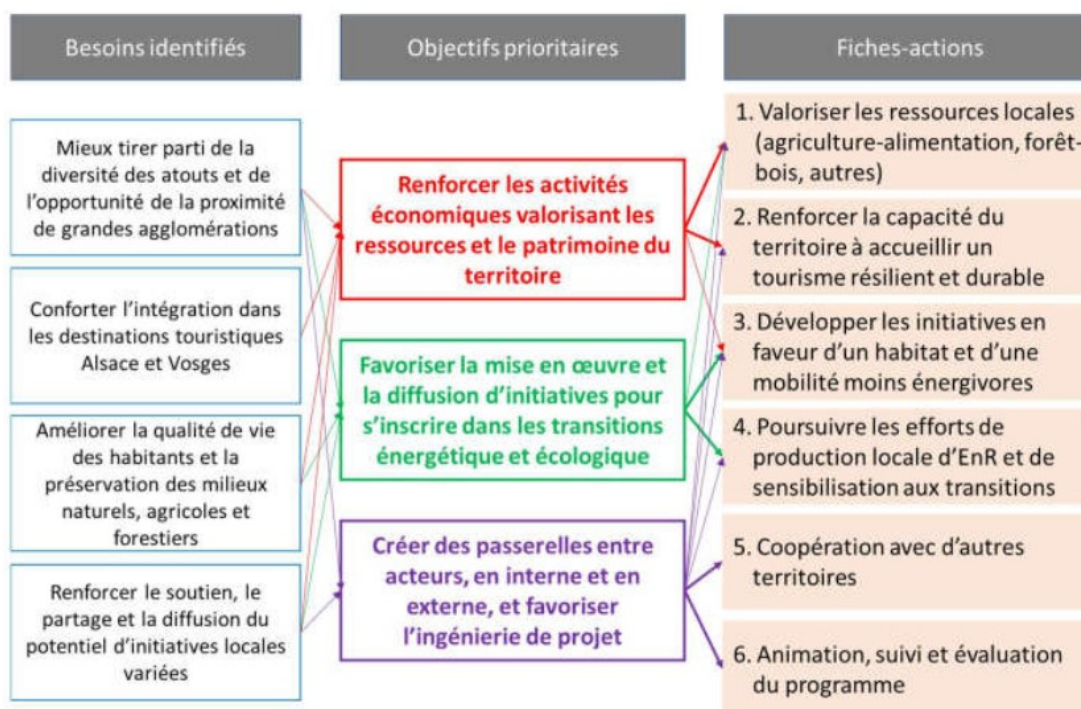 Besoins identifiés
Objectifs prioritaires
Fiches-actions
Mieux tirer parti de la
diversité des atouts et de
l'opportunité de la proximité
de grandes agglomérations
Conforter l'intégration dans
les destinations touristiques
Alsace et Vosges
Améliorer la qualité de vie
des habitants et la
préservation des milieux
naturels, agricoles et
forestiers
Renforcer le soutien, le
partage et la diffusion du
potentiel d'initiatives locales
variées
Renforcer les activités
économiques valorisant les
ressources et le patrimoine du
territoire
Favoriser la mise en œuvre et
la diffusion d'initiatives pour
s'inscrire dans les transitions
énergétique et écologique
Créer des passerelles entre
acteurs, en interne et en
externe, et favoriser
l'ingénierie de projet
1. Valoriser les ressources locales
(agriculture-alimentation, forêt-
bois, autres)
2. Renforcer la capacité du
territoire à accueillir un
tourisme résilient et durable
3. Développer les initiatives en
faveur d'un habitat et d'une
mobilité moins énergivores
4. Poursuivre les efforts de
production locale d'EnR et de
sensibilisation aux transitions
5. Coopération avec d'autres
territoires
6. Animation, suivi et évaluation
du programme